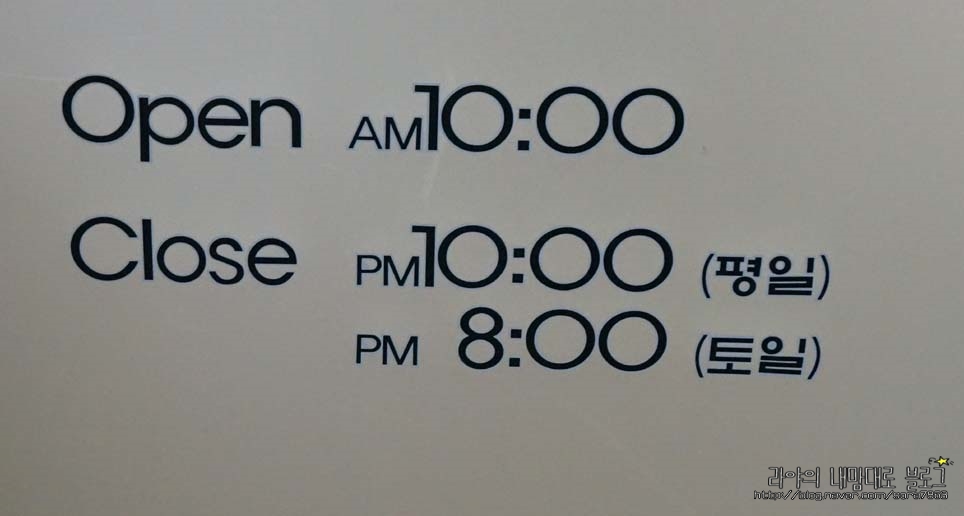 Open AM10:00
Close PM10:00 (평일)
PM 8:00 (토일)
라야의 내맘대로 블로그